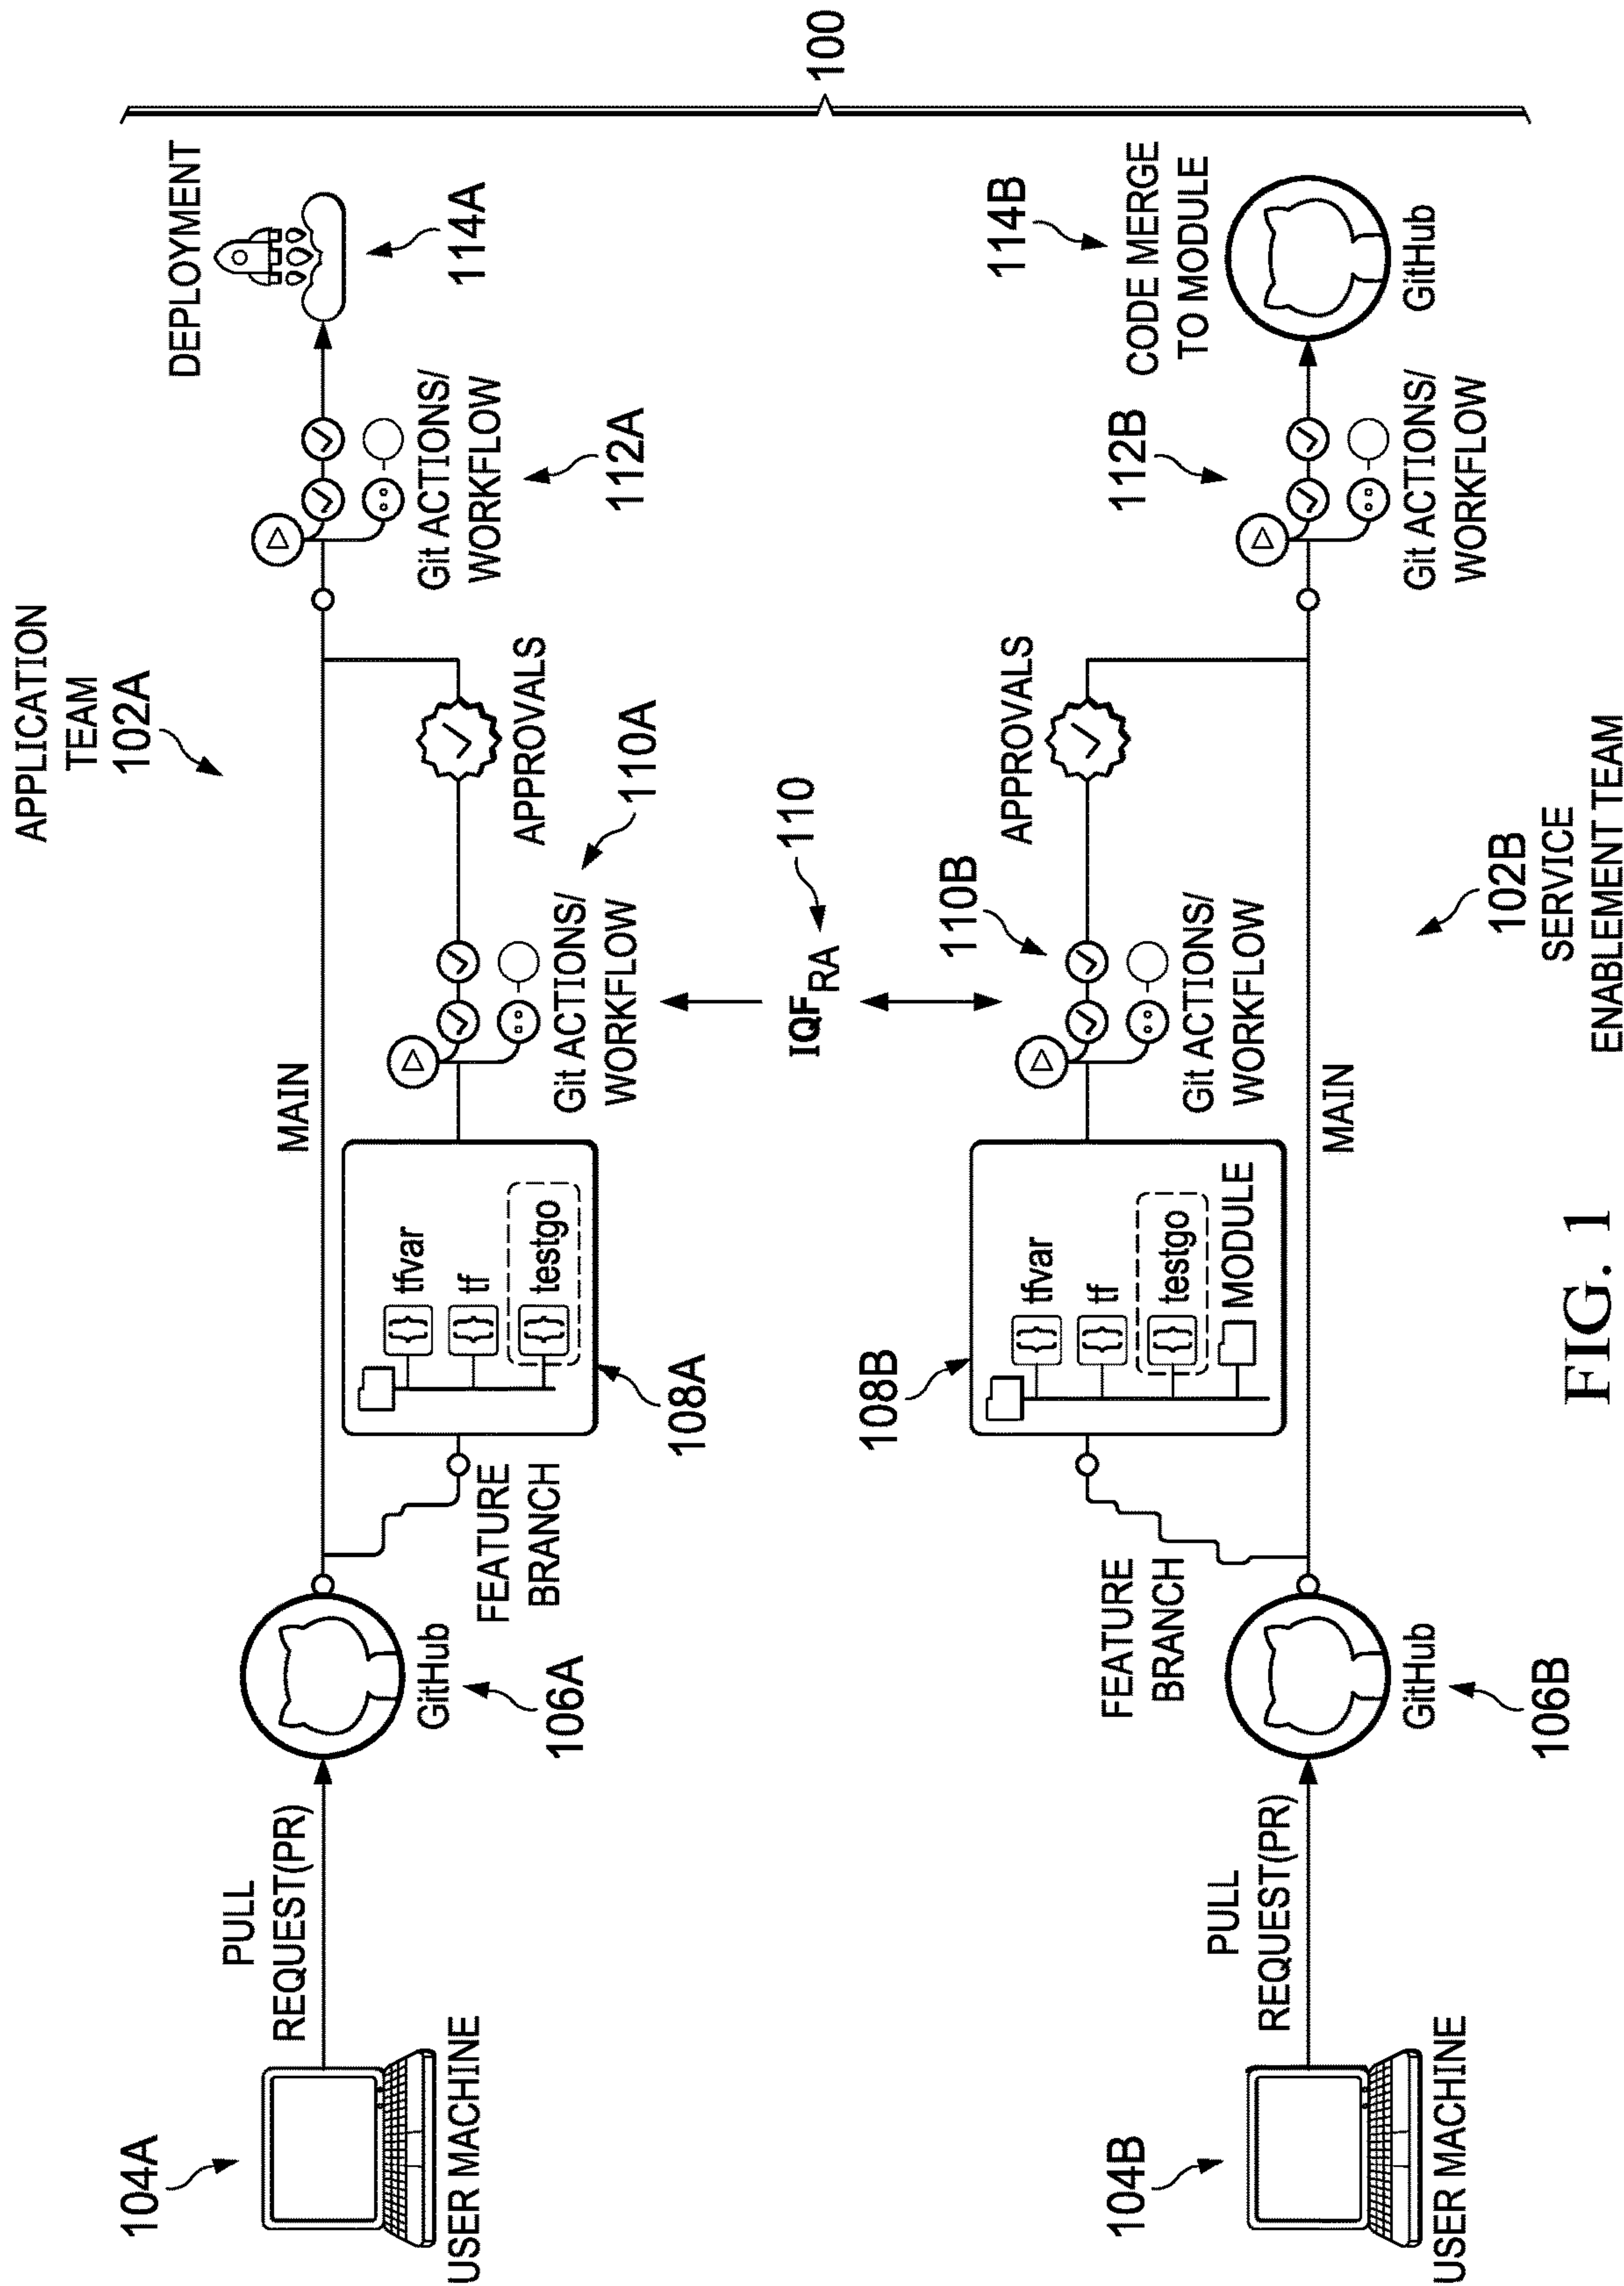 APPLICATION
TEAM
102A
104A
USER MACHINE
PULL
REQUEST(PR)
GitHub
106A
FEATURE
BRANCH
MAIN
tfvar
tf
testgo
108A
Git ACTIONS/
WORKFLOW
110A
APPROVALS
Git ACTIONS/
WORKFLOW
112A
DEPLOYMENT
114A
100
IQFRA
110
104B
USER MACHINE
PULL
REQUEST(PR)
GitHub
106B
FEATURE
BRANCH
108B
tfvar
tf
testgo
MODULE
MAIN
110B
Git ACTIONS/
WORKFLOW
APPROVALS
112B
Git ACTIONS/
WORKFLOW
114B
CODE MERGE
TO MODULE
GitHub
102B
SERVICE
ENABLEMENT TEAM
FIG. 1